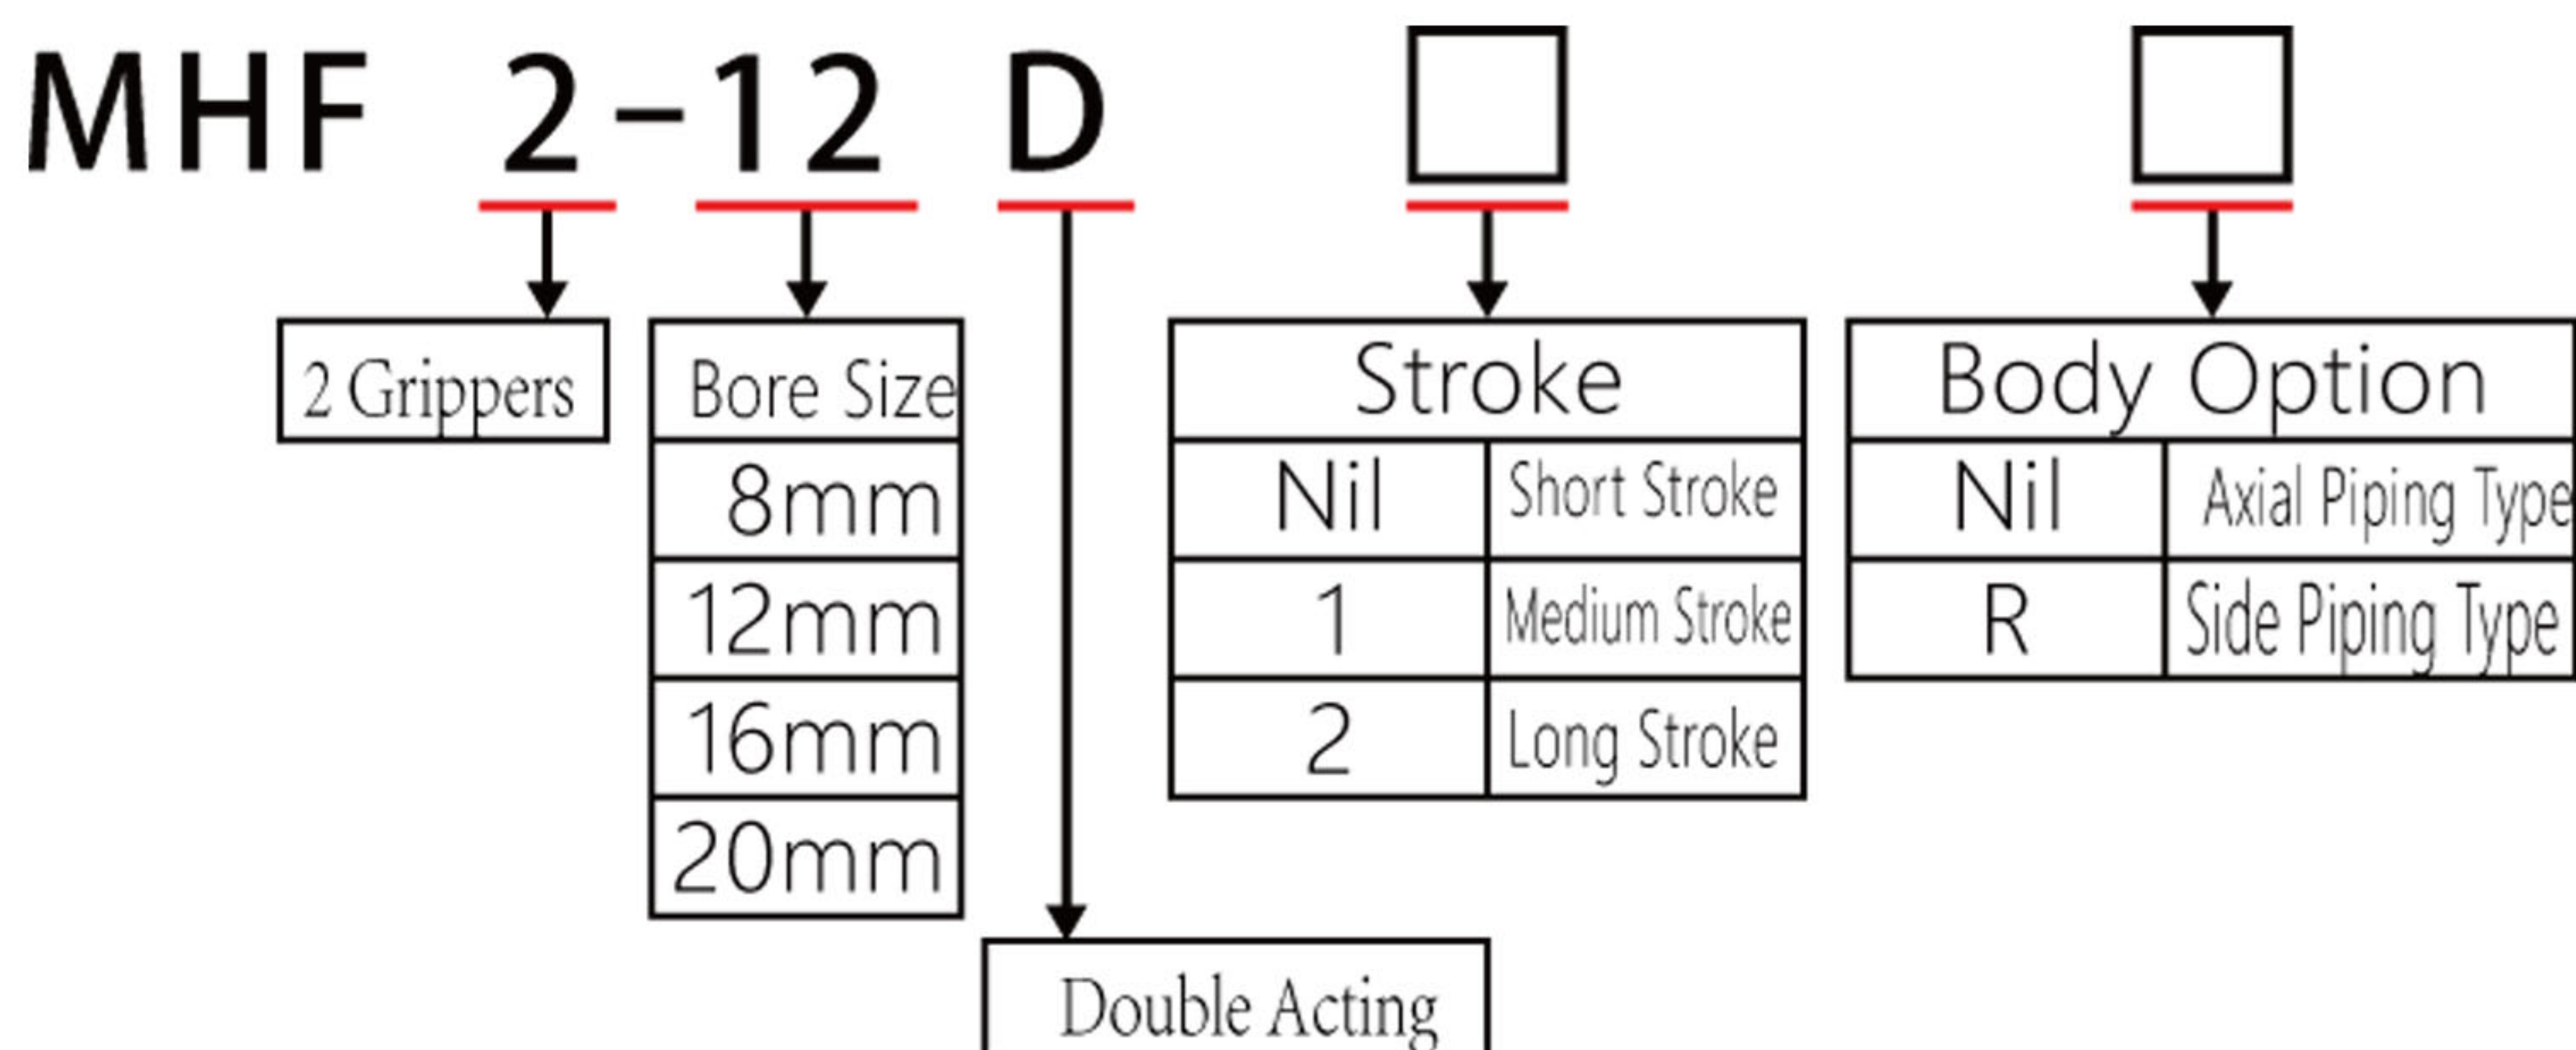 MHF 2-12 D □ □
2 Grippers
Bore Size
8mm
12mm
16mm
20mm
Double Acting
Stroke
Nil Short Stroke
1 Medium Stroke
2 Long Stroke
Body Option
Nil Axial Piping Type
R Side Piping Type